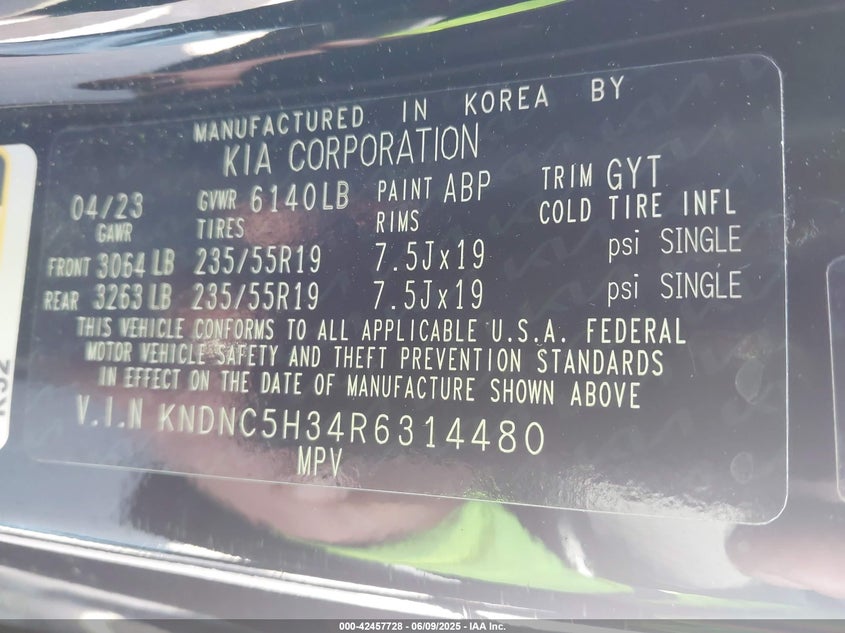 MANUFACTURED IN KOREA BY
KIA CORPORATION
04/23 GVWR 6140LB PAINT ABP TRIM GYT
GAWR TIRES RIMS COLD TIRE INFL
FRONT 3064 LB 235/55R19 7.5Jx19 psi SINGLE
REAR 3263 LB 235/55R19 7.5Jx19 psi SINGLE
THIS VEHICLE CONFORMS TO ALL APPLICABLE U.S.A. FEDERAL
MOTOR VEHICLE SAFETY AND THEFT PREVENTION STANDARDS
IN EFFECT ON THE DATE OF MANUFACTURE SHOWN ABOVE
V.I.N KNDNC5H34R6314480
MPV
000-42457728 - 06/09/2025 - IAA Inc.